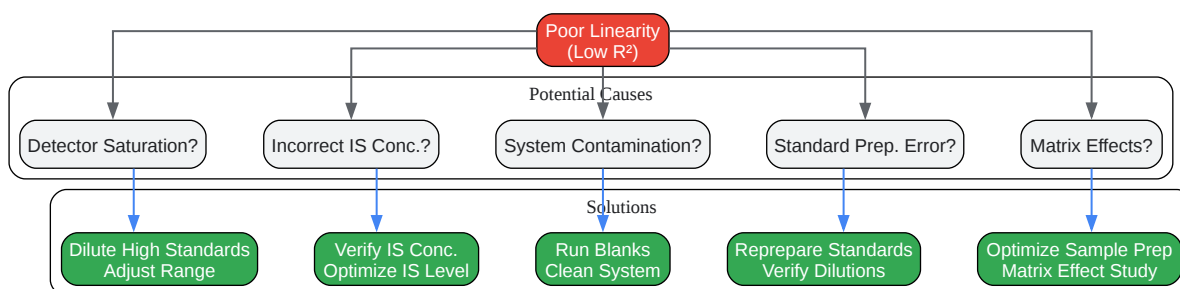 Poor Linearity
(Low R²)
Potential Causes
Detector Saturation?
Incorrect IS Conc.?
System Contamination?
Standard Prep. Error?
Matrix Effects?
Solutions
Dilute High Standards
Adjust Range
Verify IS Conc.
Optimize IS Level
Run Blanks
Clean System
Reprepare Standards
Verify Dilutions
Optimize Sample Prep
Matrix Effect Study